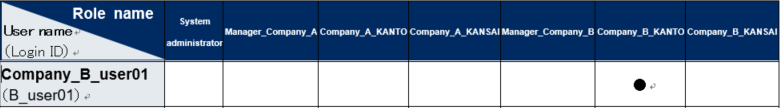 Role name
User name
(Login ID)
System administrator
Manager_Company_A
Company_A_KANTO
Company_A_KANSAI
Manager_Company_B
Company_B_KANTO
Company_B_KANSAI
Company_B_user01
(B_user01)
●